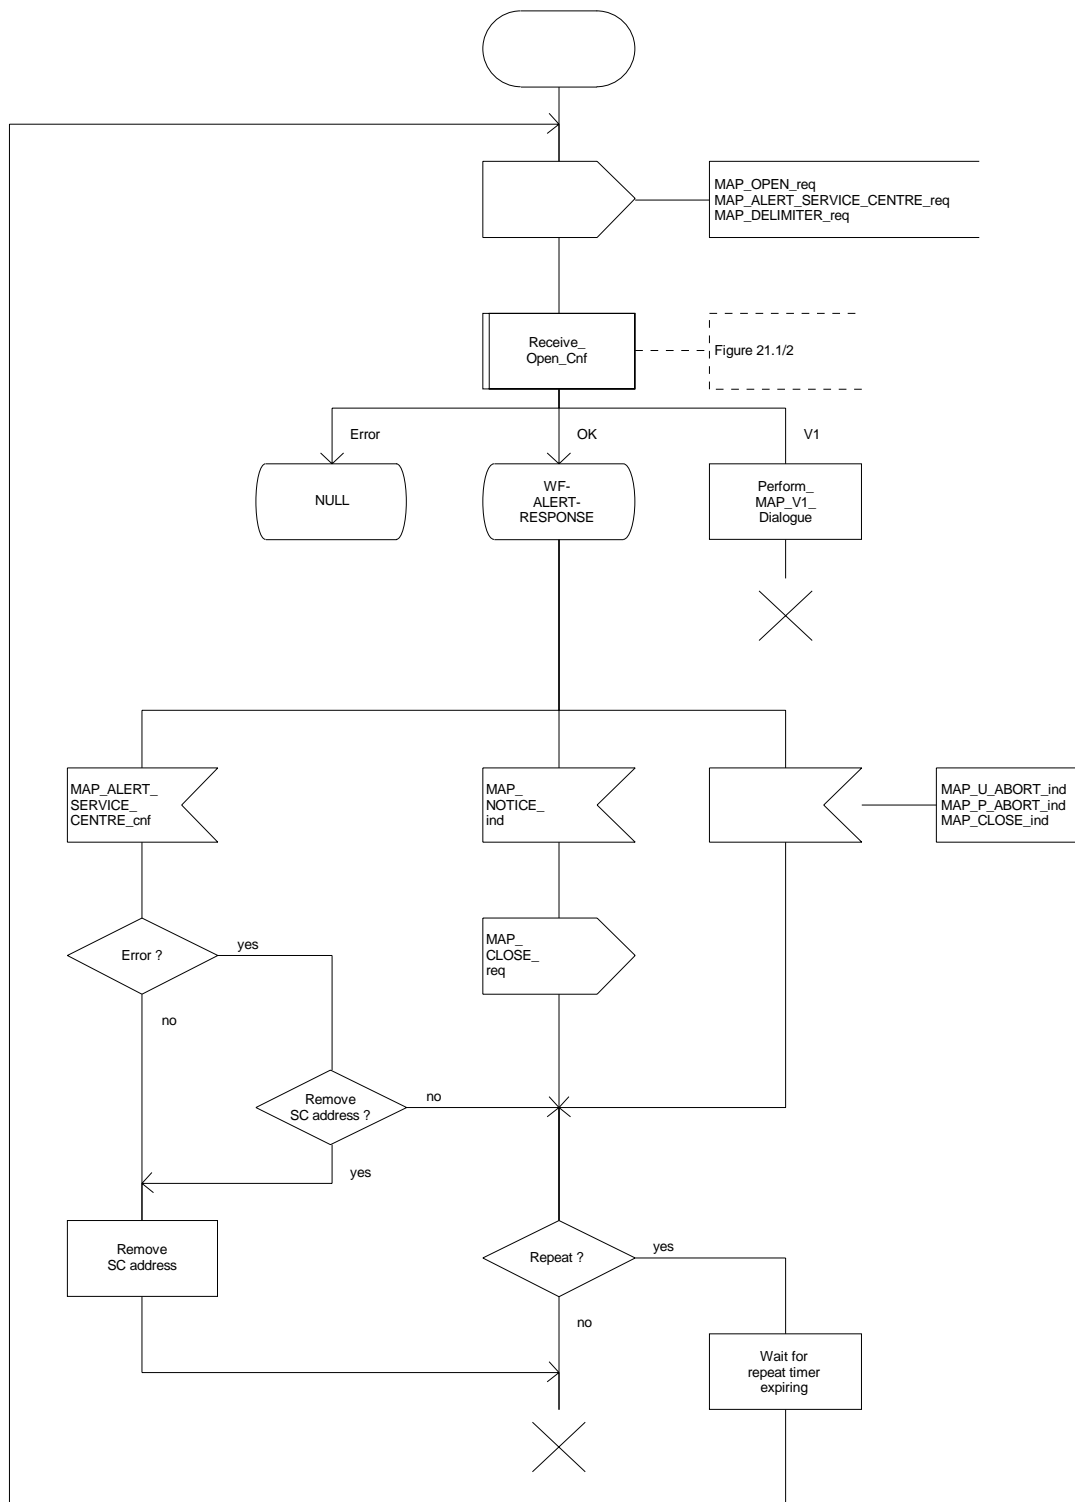 MAP_OPEN_req
MAP_ALERT_SERVICE_CENTRE_req
MAP_DELIMITER_req
Receive_
Open_Cnf
Figure 21.1/2
Error
OK
V1
NULL
WF-
ALERT-
RESPONSE
Perform_
MAP_V1_
Dialogue
MAP_ALERT_
SERVICE_
CENTRE_cnf
MAP_
NOTICE_
ind
MAP_U_ABORT_ind
MAP_P_ABORT_ind
MAP_CLOSE_ind
Error ?
yes
MAP_
CLOSE_
req
no
Remove
SC address ?
no
yes
Remove
SC address
Repeat ?
yes
no
Wait for
repeat timer
expiring